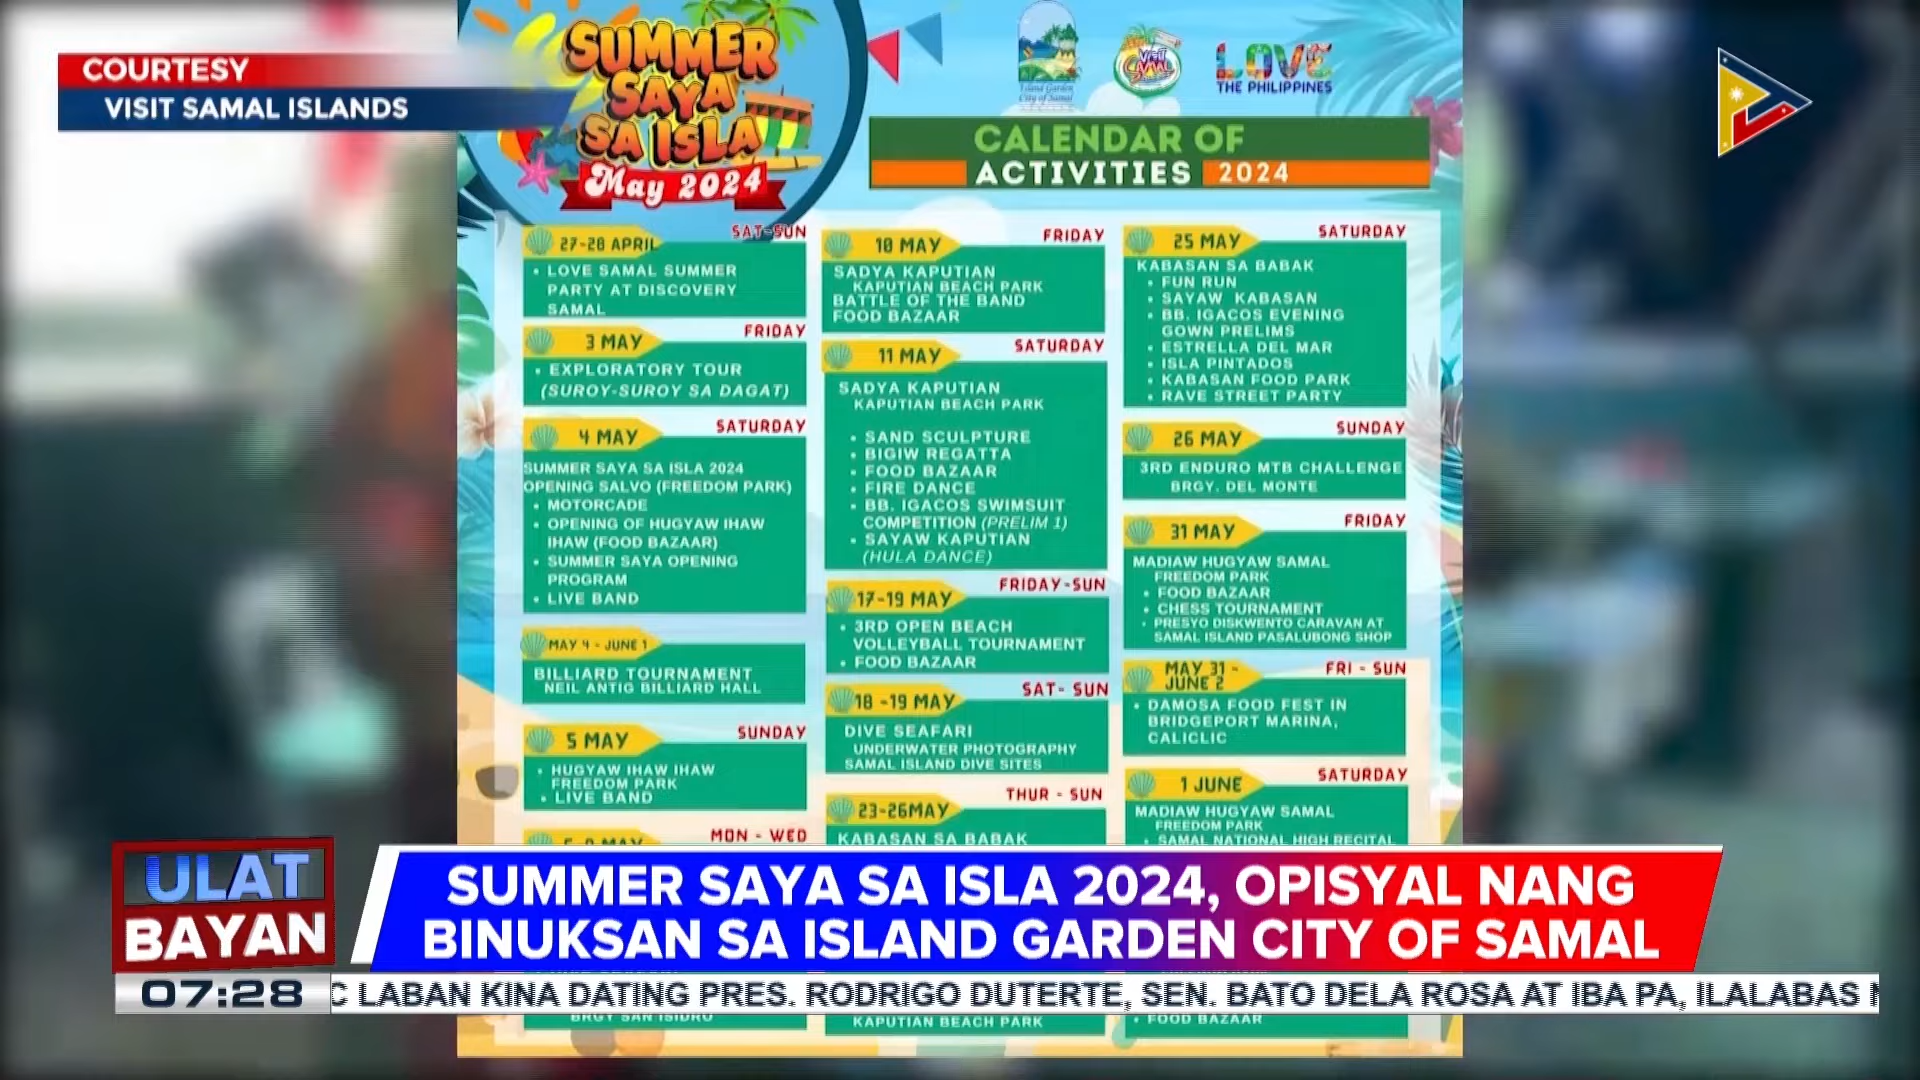 COURTESY
VISIT SAMAL ISLANDS
SUMMER
SAYA
SA ISLA
May 2024
Island Garden
City of Samal
VISIT
SAMAL
LOVE
THE PHILIPPINES
CALENDAR OF
ACTIVITIES 2024
27-28 APRIL SAT-SUN
• LOVE SAMAL SUMMER
PARTY AT DISCOVERY
SAMAL
3 MAY FRIDAY
• EXPLORATORY TOUR
(SUROY-SUROY SA DAGAT)
4 MAY SATURDAY
SUMMER SAYA SA ISLA 2024
OPENING SALVO (FREEDOM PARK)
• MOTORCADE
• OPENING OF HUGYAW IHAW
IHAW (FOOD BAZAAR)
• SUMMER SAYA OPENING
PROGRAM
• LIVE BAND
MAY 4 - JUNE 1
BILLIARD TOURNAMENT
NEIL ANTIG BILLIARD HALL
5 MAY SUNDAY
• HUGYAW IHAW IHAW
FREEDOM PARK
• LIVE BAND
MON - WED
BRGY SAN ISIDRO
10 MAY FRIDAY
SADYA KAPUTIAN
KAPUTIAN BEACH PARK
BATTLE OF THE BAND
FOOD BAZAAR
11 MAY SATURDAY
SADYA KAPUTIAN
KAPUTIAN BEACH PARK
• SAND SCULPTURE
• BIGIW REGATTA
• FOOD BAZAAR
• FIRE DANCE
• BB. IGACOS SWIMSUIT
COMPETITION (PRELIM 1)
• SAYAW KAPUTIAN
(HULA DANCE)
17-19 MAY FRIDAY-SUN
• 3RD OPEN BEACH
VOLLEYBALL TOURNAMENT
• FOOD BAZAAR
18 -19 MAY SAT- SUN
DIVE SEAFARI
UNDERWATER PHOTOGRAPHY
SAMAL ISLAND DIVE SITES
23-26MAY THUR - SUN
KABASAN SA BABAK
KAPUTIAN BEACH PARK
25 MAY SATURDAY
KABASAN SA BABAK
• FUN RUN
• SAYAW KABASAN
• BB. IGACOS EVENING
GOWN PRELIMS
• ESTRELLA DEL MAR
• ISLA PINTADOS
• KABASAN FOOD PARK
• RAVE STREET PARTY
26 MAY SUNDAY
3RD ENDURO MTB CHALLENGE
BRGY. DEL MONTE
31 MAY FRIDAY
MADIAW HUGYAW SAMAL
FREEDOM PARK
• FOOD BAZAAR
• CHESS TOURNAMENT
• PRESYO DISKWENTO CARAVAN AT
SAMAL ISLAND PASALUBONG SHOP
MAY 31 -
JUNE 2 FRI - SUN
• DAMOSA FOOD FEST IN
BRIDGEPORT MARINA,
CALICLIC
1 JUNE SATURDAY
MADIAW HUGYAW SAMAL
FREEDOM PARK
• SAMAL NATIONAL HIGH RECITAL
• FOOD BAZAAR
ULAT
BAYAN
SUMMER SAYA SA ISLA 2024, OPISYAL NANG
BINUKSAN SA ISLAND GARDEN CITY OF SAMAL
07:28
C LABAN KINA DATING PRES. RODRIGO DUTERTE, SEN. BATO DELA ROSA AT IBA PA, ILALABAS